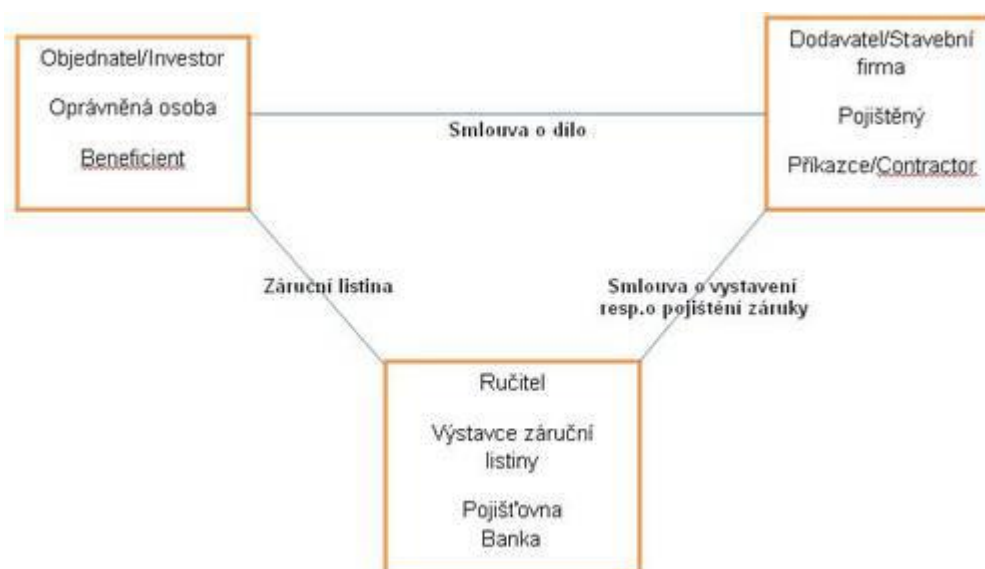 Objednatel/Investor
Oprávněná osoba
Beneficient
Smlouva o dílo
Dodavatel/Stavební
firma
Pojištěný
Příkazce/Contractor
Záruční listina
Smlouva o vystavení
resp.o pojištění záruky
Ručitel
Výstavce záruční
listiny
Pojišťovna
Banka